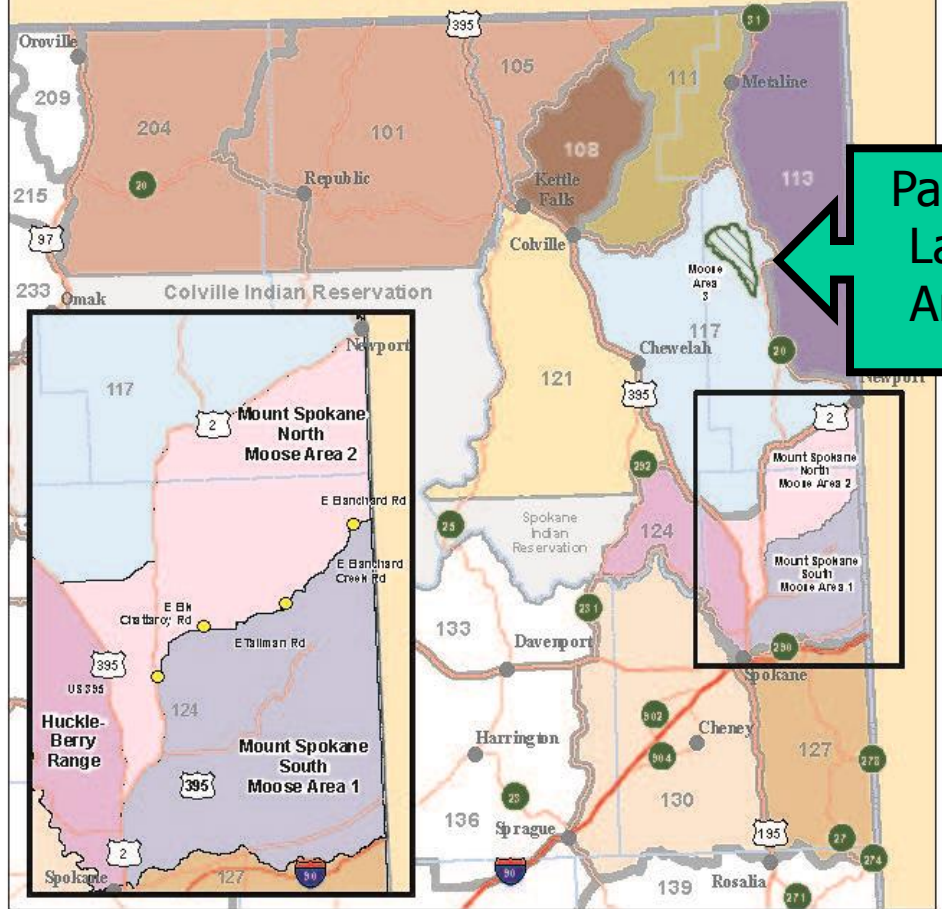 31
395
Oroville
105
111
Metaline
209
204
101
108
113
20
Republic
Kettle
Falls
215
Colville
97
Moose
Area
3
233
Omak
Colville Indian Reservation
117
Chewelah
20
121
395
Newport
2
292
Mount Spokane
North
Moose Area 2
25
Spokane
Indian
Reservation
124
Mount Spokane
South
Moose Area 1
231
133
Davenport
290
Spokane
902
Cheney
Harrington
904
127
278
136
23
130
Sprague
195
27
274
90
139
Rosalia
271
Newport
117
2
Mount Spokane
North
Moose Area 2
E Blanchard Rd
E Blanchard
Creek Rd
E Elk
Chattaroy Rd
E Tallman Rd
395
US 395
124
Huckle-
Berry
Range
Mount Spokane
South
Moose Area 1
395
2
90
Spokane
127
Pa
La
A